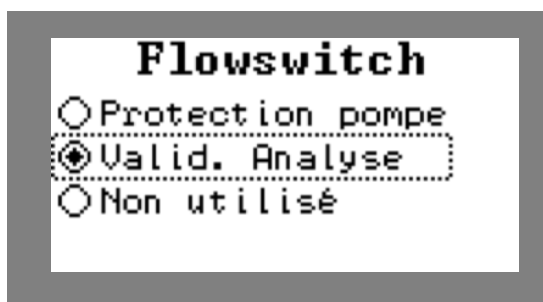 Flowswitch
Protection pompe
Valid. Analyse
Non utilisé